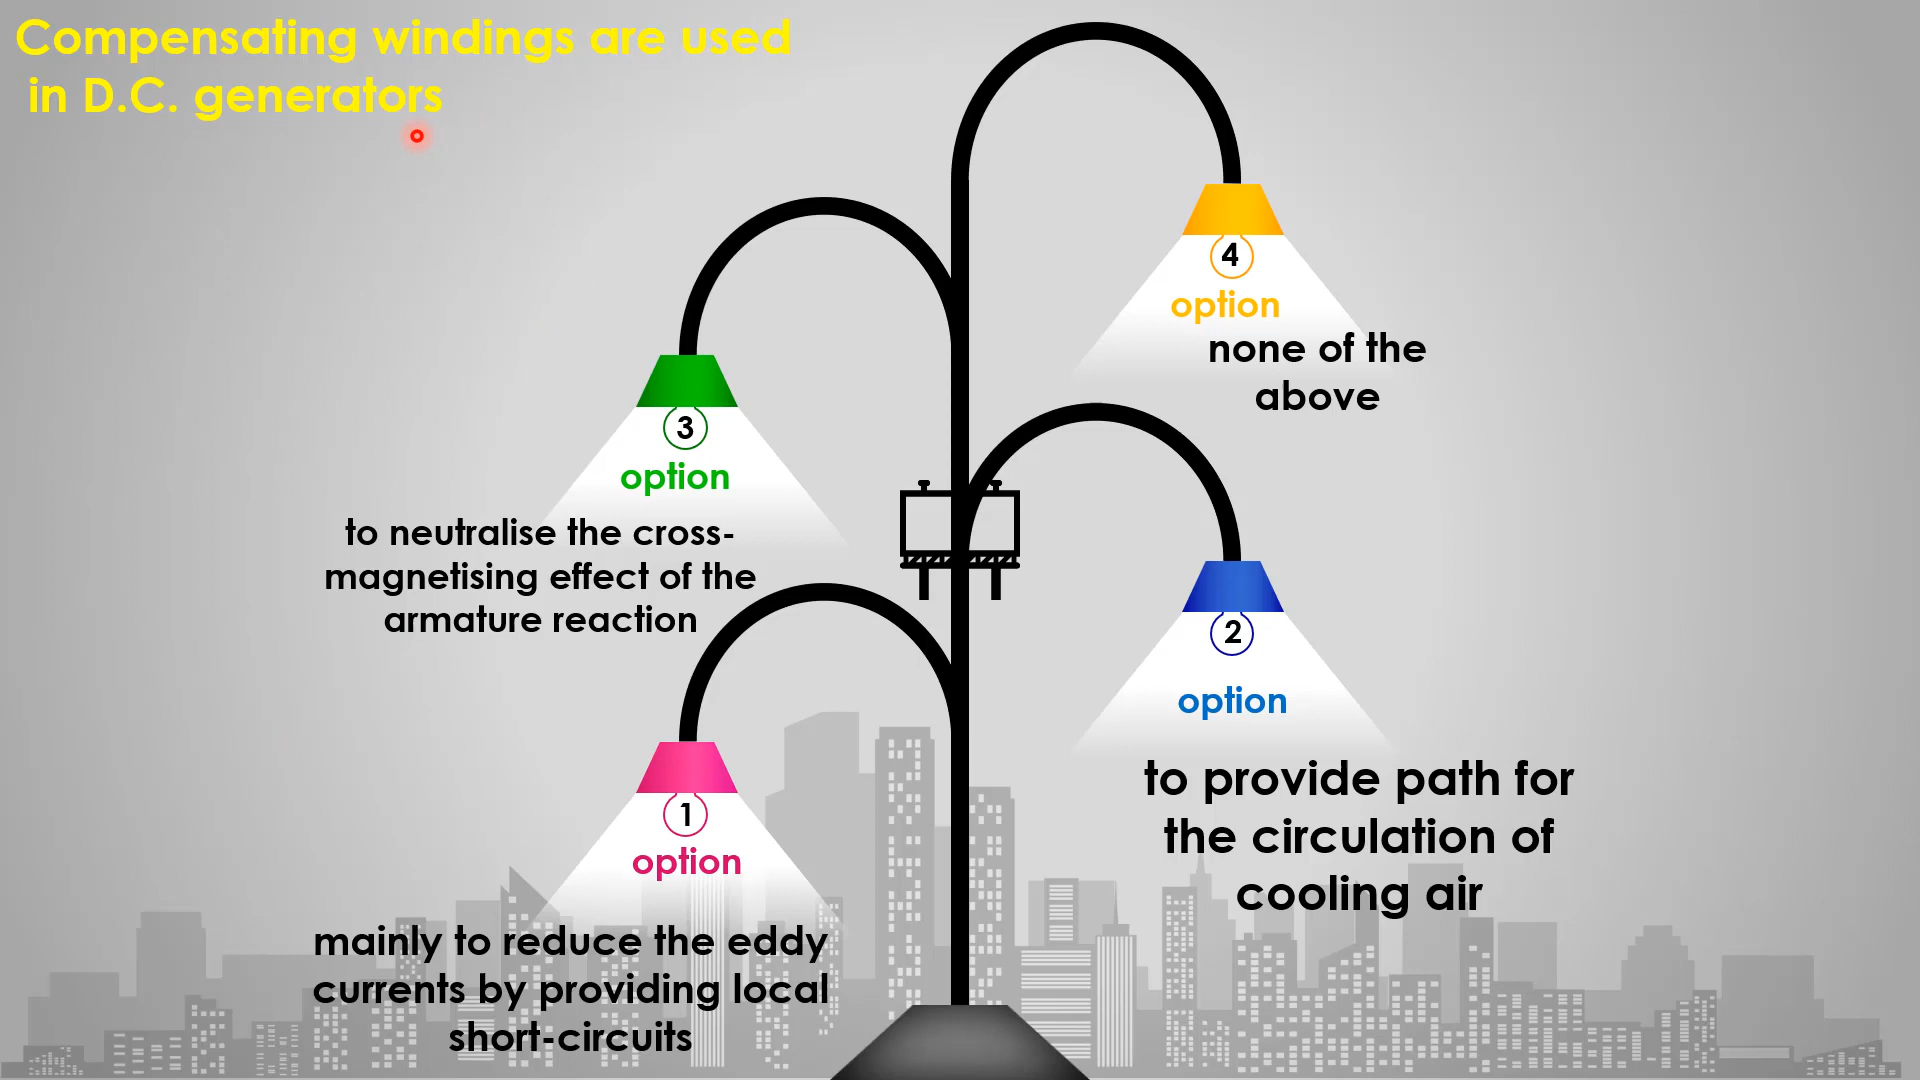 Compensating windings are used
in D.C. generators
4
option
none of the
above
3
option
to neutralise the cross-
magnetising effect of the
armature reaction
2
option
to provide path for
the circulation of
cooling air
1
option
mainly to reduce the eddy
currents by providing local
short-circuits